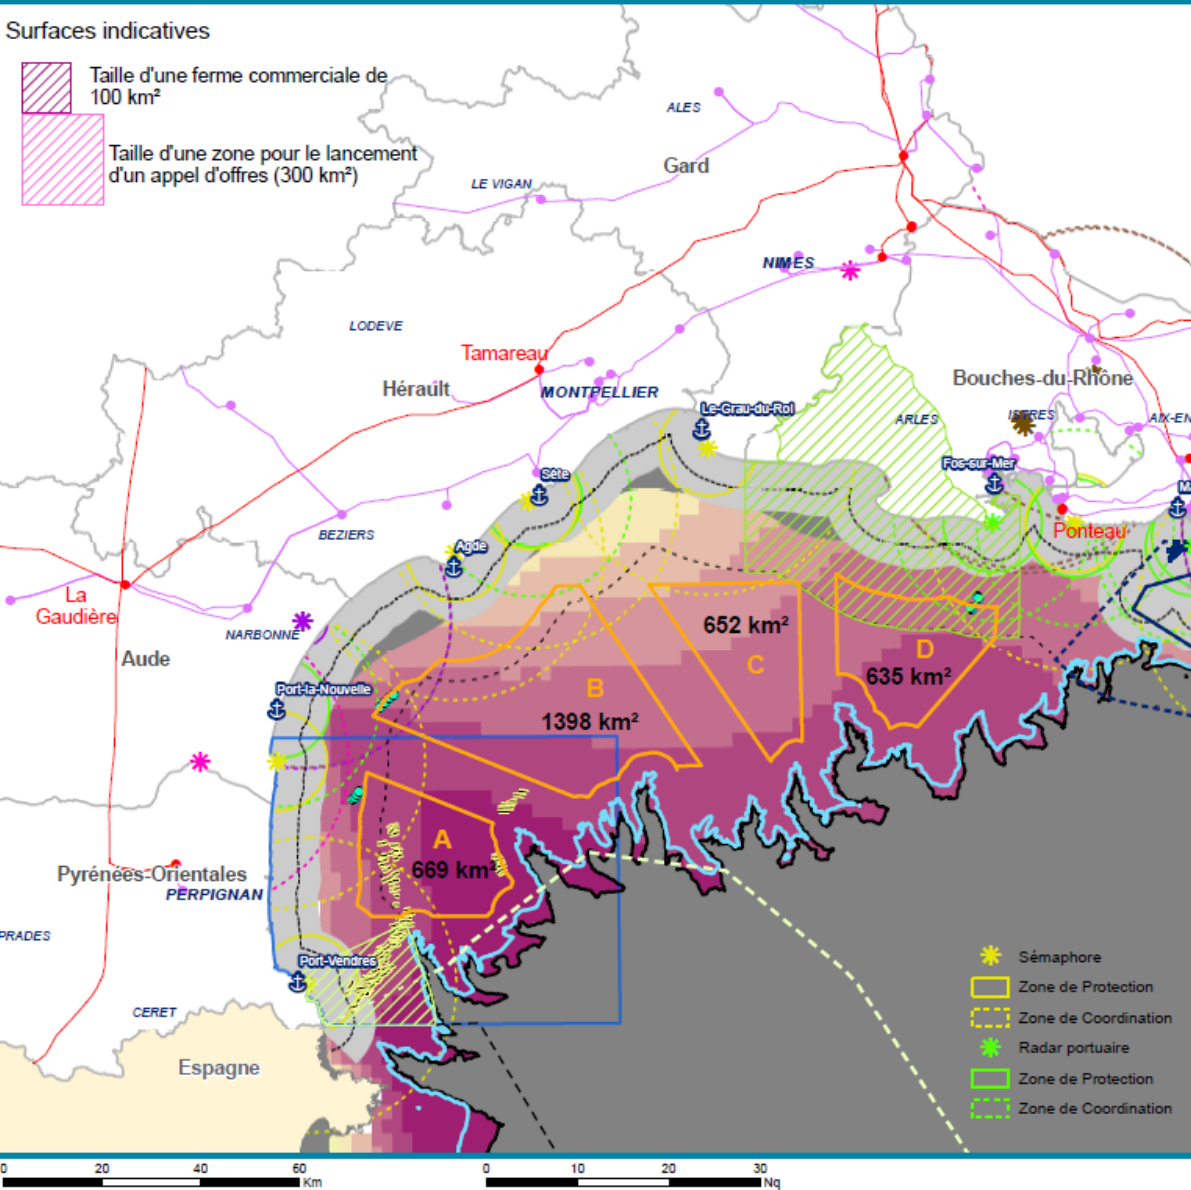 Surfaces indicatives
Taille d'une ferme commerciale de
100 km²
Taille d'une zone pour le lancement
d'un appel d'offres (300 km²)
ALES
Gard
LE VIGAN
NIMES
LODEVE
Tamareau
Hérault
MONTPELLIER
Bouches-du-Rhône
Le-Grau-du-Roi
ARLES
ISTRES
AIX-EN
Fos-sur-Mer
Sète
Ma
Ponteau
BEZIERS
Agde
La
Gaudière
NARBONNE
Aude
652 km²
C
D
635 km²
Port-la-Nouvelle
B
1398 km²
A
669 km²
Pyrénées-Orientales
PERPIGNAN
PRADES
Port-Vendres
CERET
Espagne
Sémaphore
Zone de Protection
Zone de Coordination
Radar portuaire
Zone de Protection
Zone de Coordination
0 20 40 60 Km
0 10 20 30 Nq